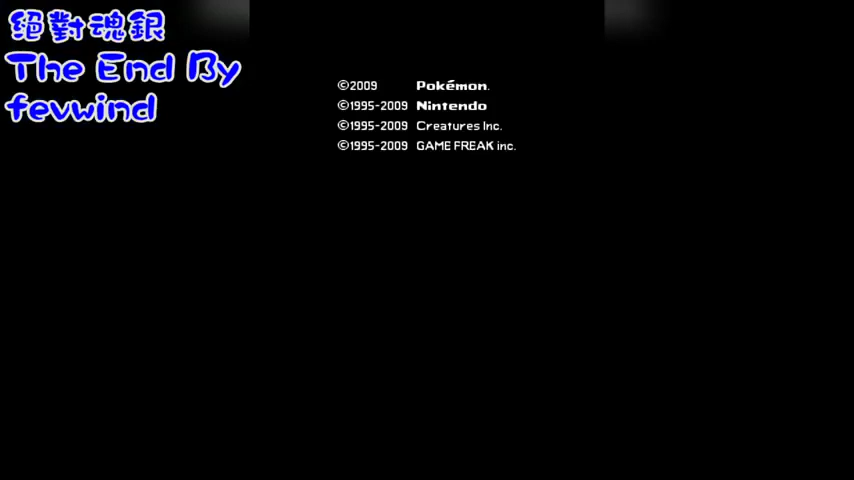 絕對魂銀
The End By
fevwind
©2009 Pokémon.
©1995-2009 Nintendo
©1995-2009 Creatures Inc.
©1995-2009 GAME FREAK inc.